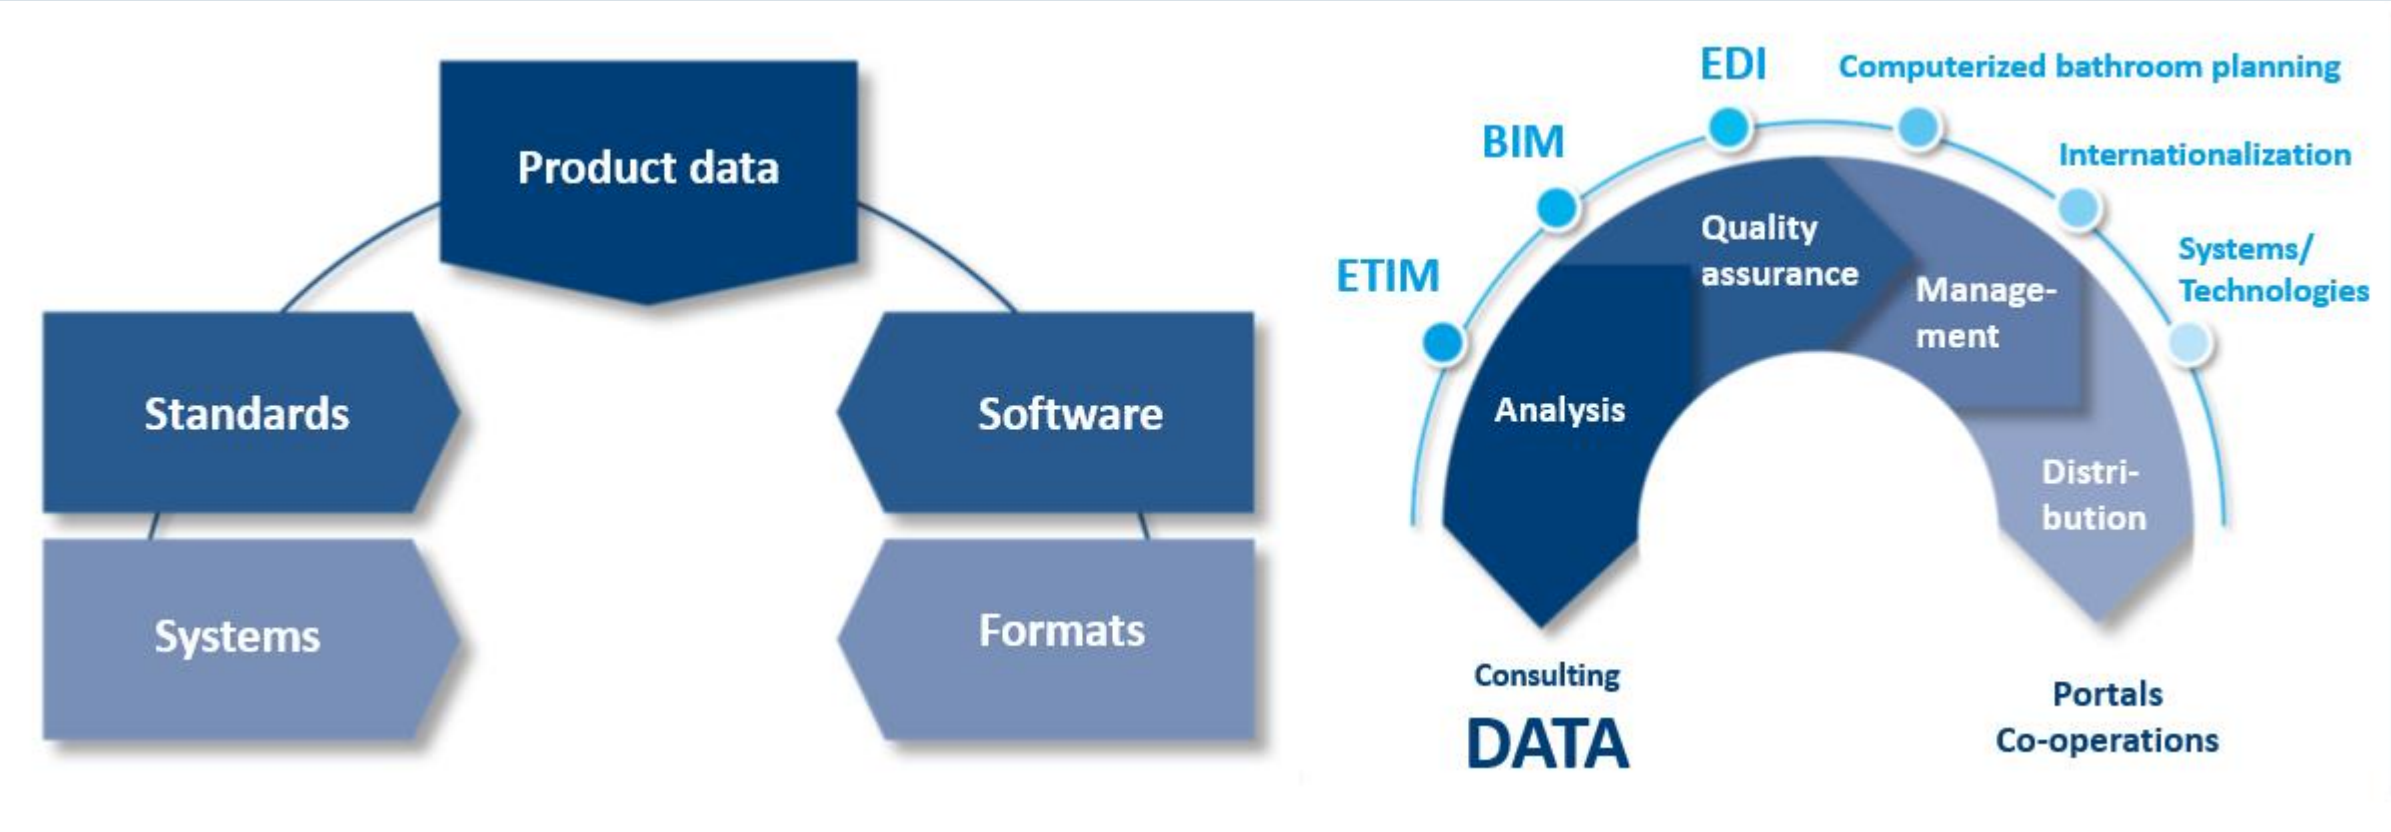 Product data
Standards
Software
Systems
Formats
EDI
Computerized bathroom planning
BIM
Internationalization
ETIM
Systems/
Technologies
Quality
assurance
Manage-
ment
Analysis
Distri-
bution
Consulting
DATA
Portals
Co-operations